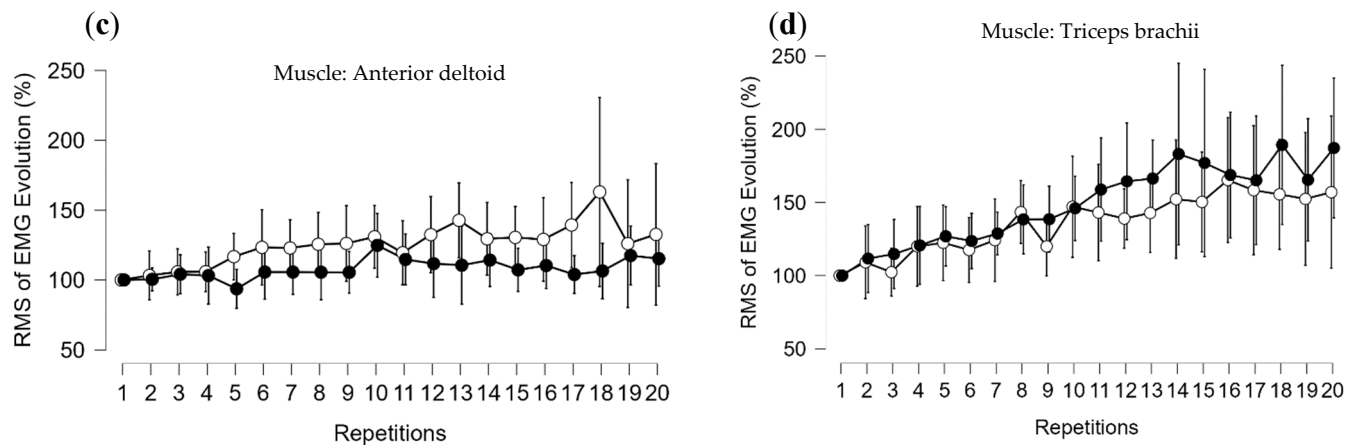 (c)
Muscle: Anterior deltoid
RMS of EMG Evolution (%)
250
200
150
100
50
1 2 3 4 5 6 7 8 9 10 11 12 13 14 15 16 17 18 19 20
Repetitions
(d)
Muscle: Triceps brachii
RMS of EMG Evolution (%)
250
200
150
100
50
1 2 3 4 5 6 7 8 9 10 11 12 13 14 15 16 17 18 19 20
Repetitions